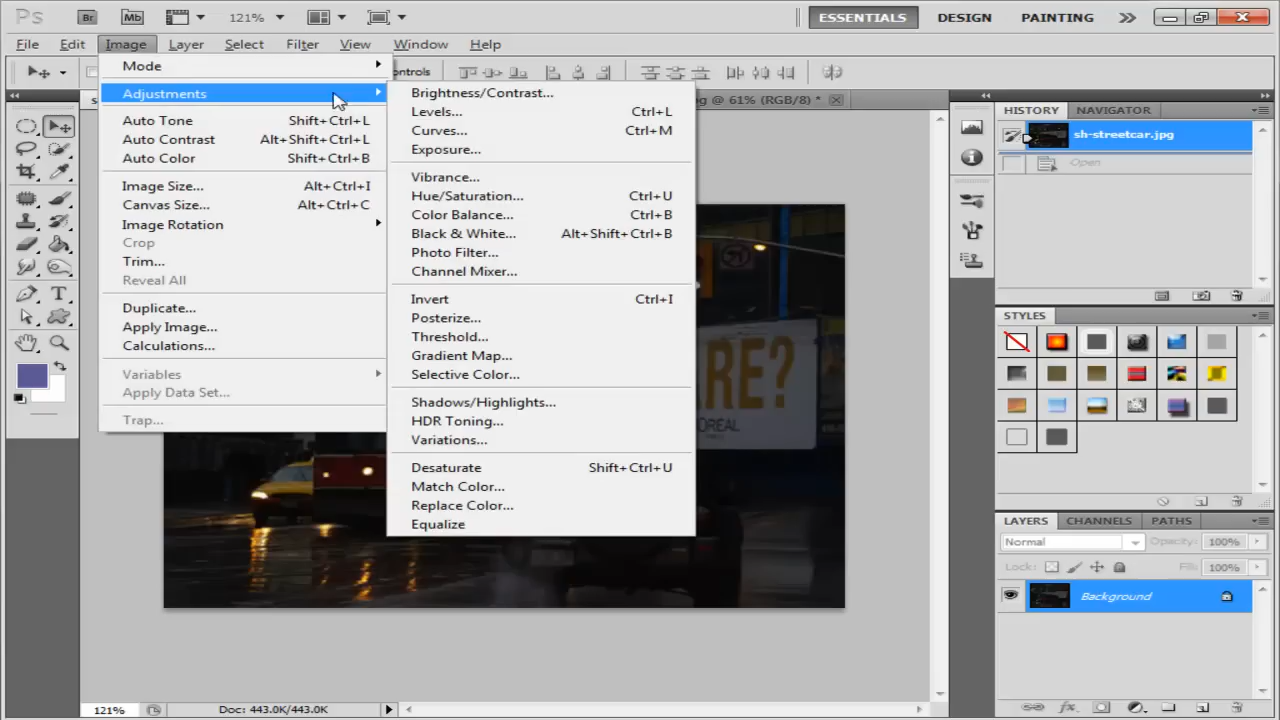 Ps Br Mb 121% ESSENTIALS DESIGN PAINTING
File Edit Image Layer Select Filter View Window Help
Mode
Adjustments
Auto Tone Shift+Ctrl+L
Auto Contrast Alt+Shift+Ctrl+L
Auto Color Shift+Ctrl+B
Image Size... Alt+Ctrl+I
Canvas Size... Alt+Ctrl+C
Image Rotation
Crop
Trim...
Reveal All
Duplicate...
Apply Image...
Calculations...
Variables
Apply Data Set...
Trap...
Brightness/Contrast...
Levels... Ctrl+L
Curves... Ctrl+M
Exposure...
Vibrance...
Hue/Saturation... Ctrl+U
Color Balance... Ctrl+B
Black & White... Alt+Shift+Ctrl+B
Photo Filter...
Channel Mixer...
Invert Ctrl+I
Posterize...
Threshold...
Gradient Map...
Selective Color...
Shadows/Highlights...
HDR Toning...
Variations...
Desaturate Shift+Ctrl+U
Match Color...
Replace Color...
Equalize
@ 61% (RGB/8) *
RE?
HISTORY NAVIGATOR
sh-streetcar.jpg
Open
STYLES
LAYERS CHANNELS PATHS
Normal Opacity: 100%
Lock: Fill: 100%
Background
121% Doc: 443.0K/443.0K